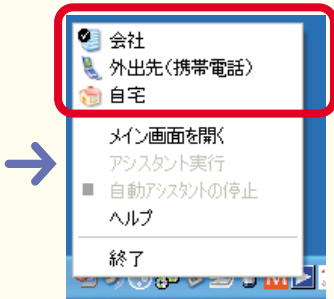 会社
外出先(携帯電話)
自宅
メイン画面を開く
アシスタント実行
自動アシスタントの停止
ヘルプ
終了